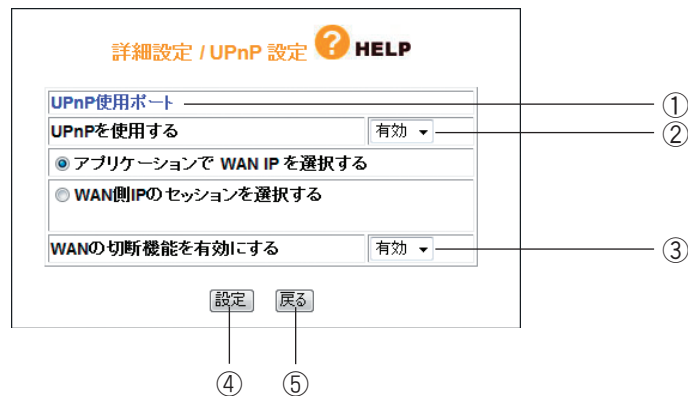 詳細設定 / UPnP 設定 ? HELP
UPnP使用ポート ①
UPnPを使用する 有効 ②
アプリケーションで WAN IP を選択する
WAN側IPのセッションを選択する
WANの切断機能を有効にする 有効 ③
設定 戻る
④ ⑤